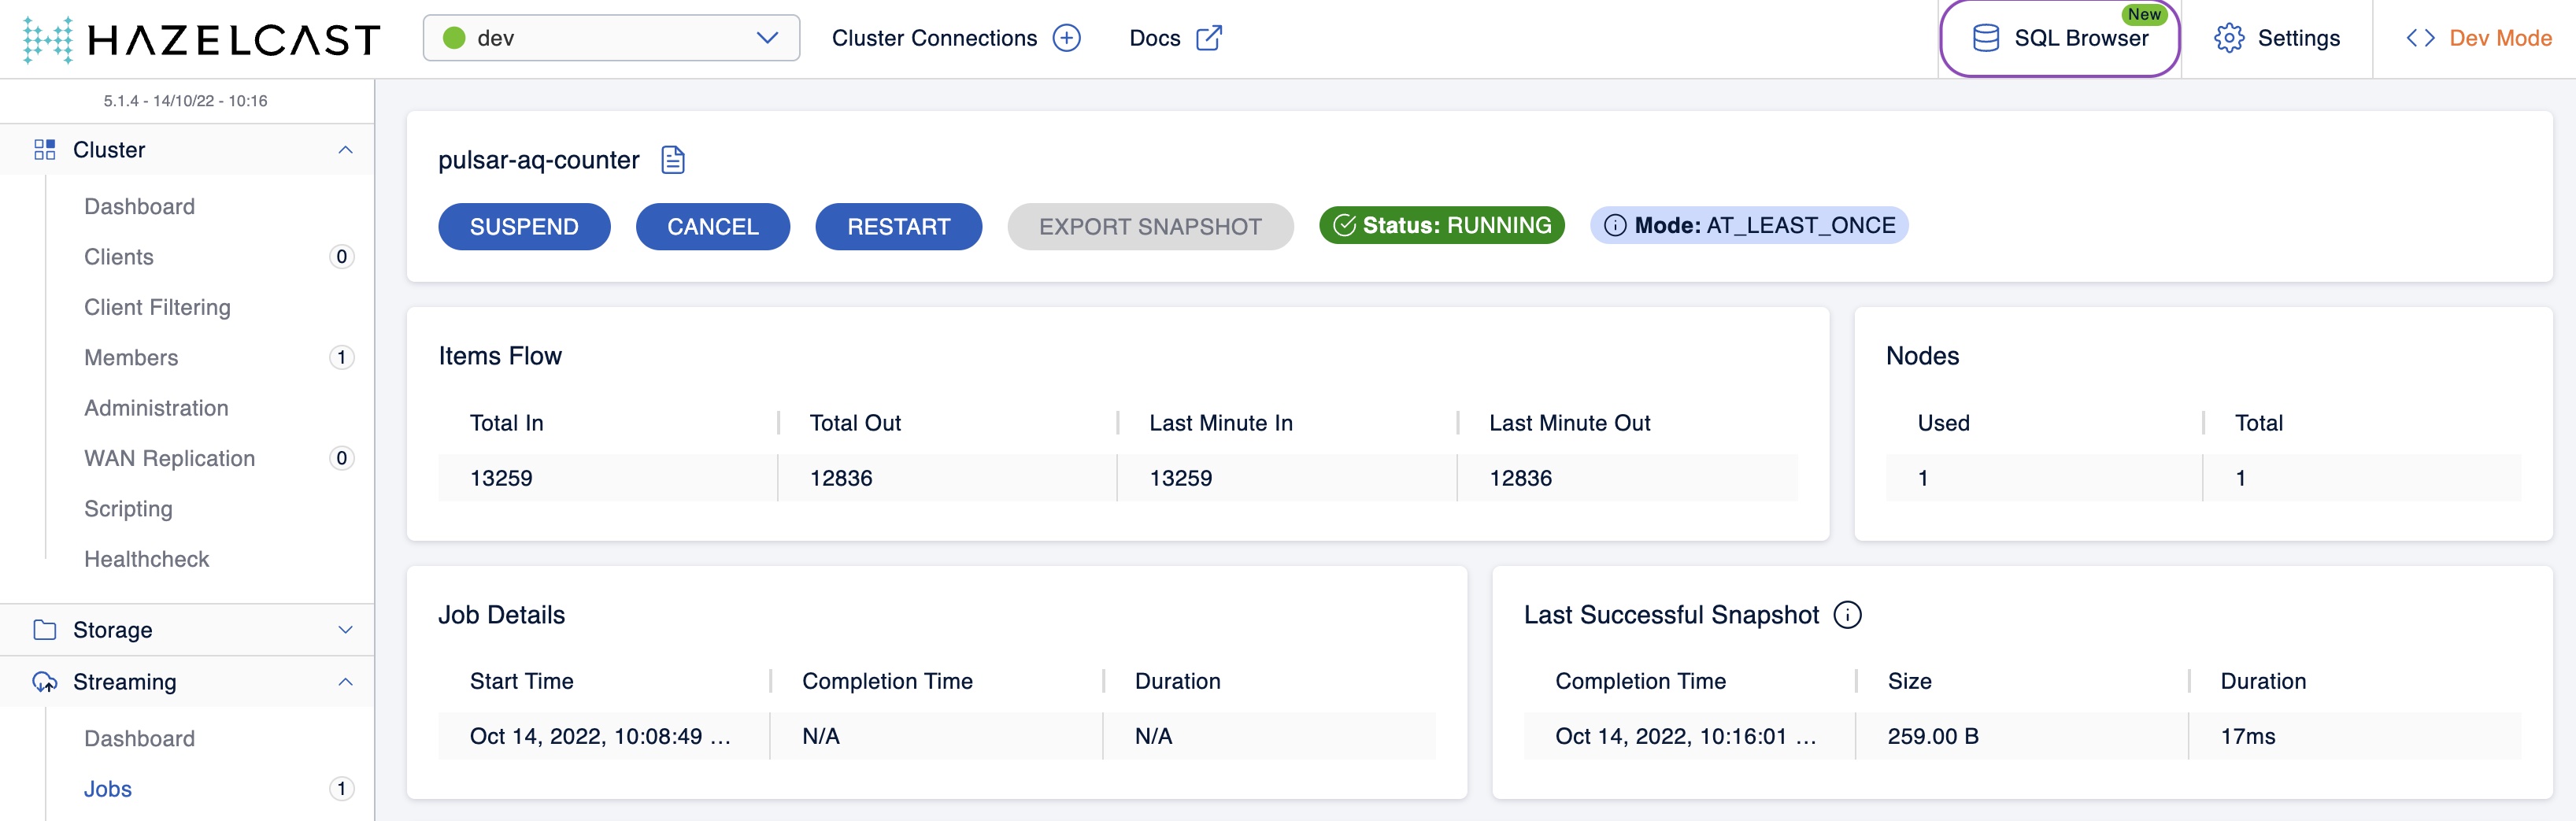 HAZELCAST
dev
Cluster Connections
Docs
SQL Browser
New
Settings
Dev Mode
5.1.4 - 14/10/22 - 10:16
Cluster
Dashboard
Clients 0
Client Filtering
Members 1
Administration
WAN Replication 0
Scripting
Healthcheck
Storage
Streaming
Dashboard
Jobs 1
pulsar-aq-counter
SUSPEND CANCEL RESTART EXPORT SNAPSHOT Status: RUNNING Mode: AT_LEAST_ONCE
Items Flow
Total In Total Out Last Minute In Last Minute Out
13259 12836 13259 12836
Nodes
Used Total
1 1
Job Details
Start Time Completion Time Duration
Oct 14, 2022, 10:08:49 ... N/A N/A
Last Successful Snapshot
Completion Time Size Duration
Oct 14, 2022, 10:16:01 ... 259.00 B 17ms